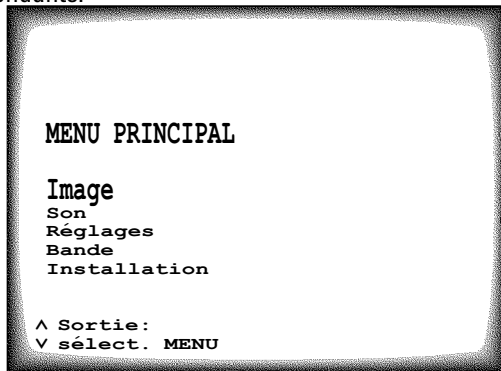 MENU PRINCIPAL
Image
Son
Réglages
Bande
Installation
∧ Sortie:
∨ sélect. MENU